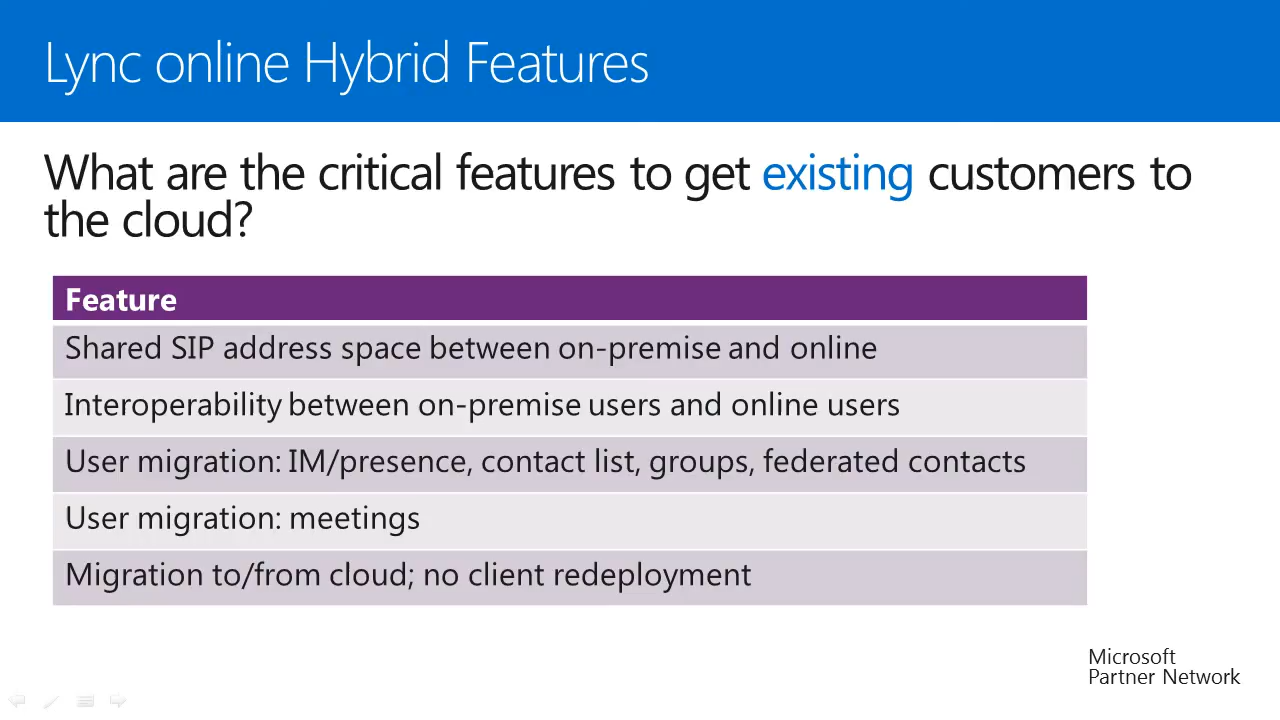 Lync online Hybrid Features
What are the critical features to get existing customers to
the cloud?
Feature
Shared SIP address space between on-premise and online
Interoperability between on-premise users and online users
User migration: IM/presence, contact list, groups, federated contacts
User migration: meetings
Migration to/from cloud; no client redeployment
Microsoft
Partner Network